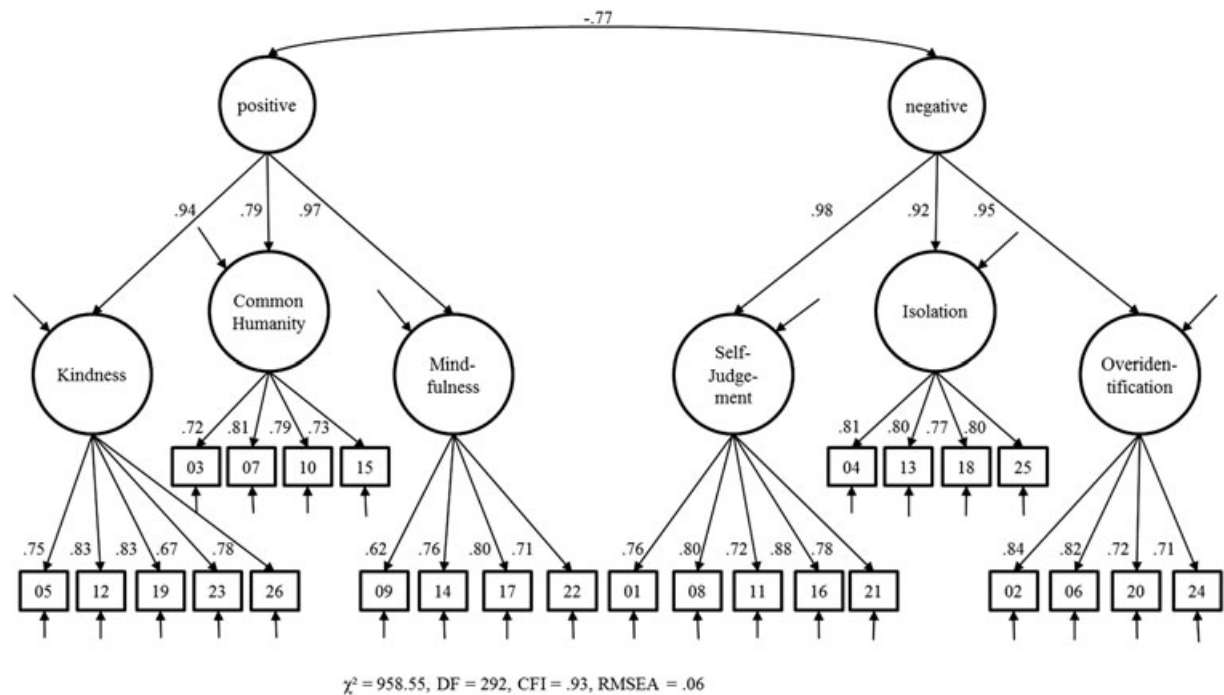 -.77
positive
negative
.94 .79 .97
.98 .92 .95
Common
Humanity
Isolation
Kindness
Mind-
fulness
Self-
Judge-
ment
Overiden-
tification
.72 .81 .79 .73
.81 .80 .77 .80
03 07 10 15
04 13 18 25
.75 .83 .83 .67 .78
.62 .76 .80 .71
.76 .80 .72 .88 .78
.84 .82 .72 .71
05 12 19 23 26
09 14 17 22
01 08 11 16 21
02 06 20 24
χ² = 958.55, DF = 292, CFI = .93, RMSEA = .06